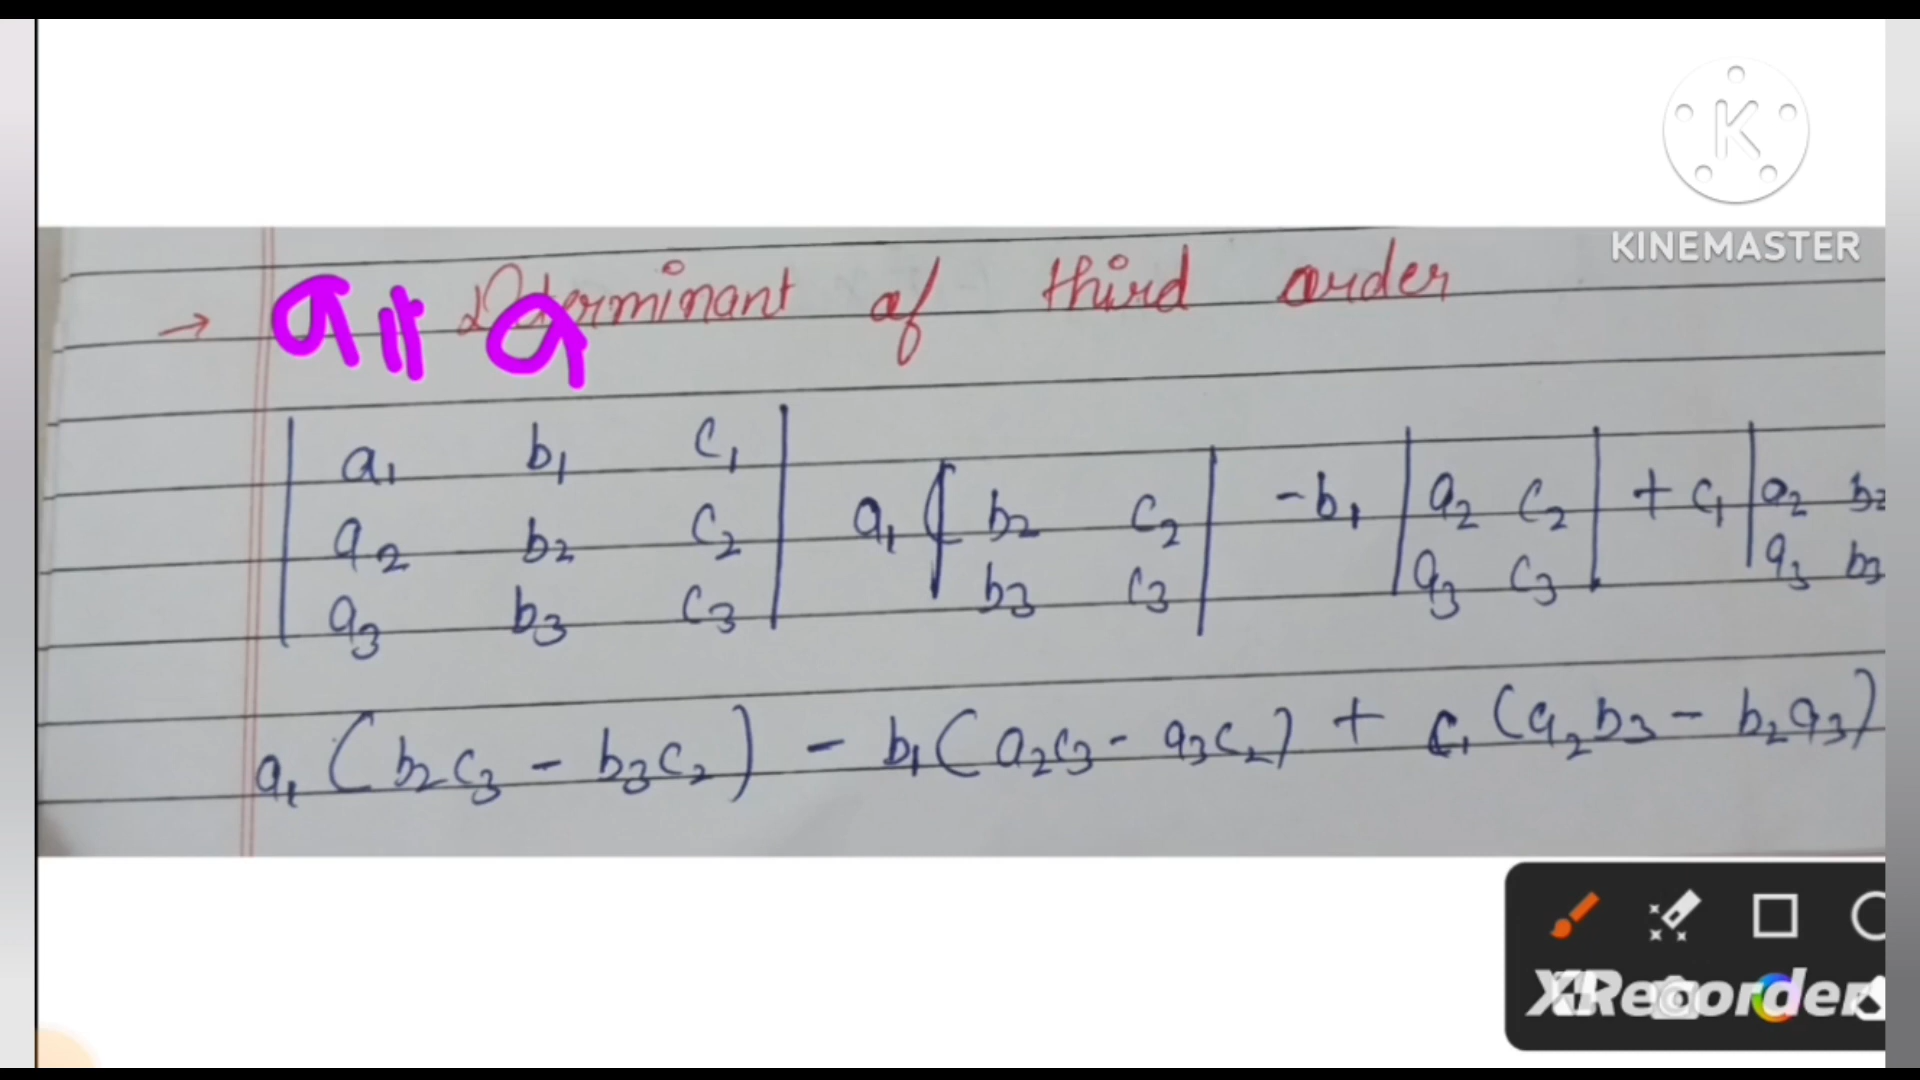 K
KINEMASTER
→ Determinant of third order
a11 a
| a1 b1 c1 |
| a2 b2 c2 |
| a3 b3 c3 |
a1 | b2 c2 | - b1 | a2 c2 | + c1 | a2 b2
| b3 c3 | | a3 c3 | | a3 b3
a1 (b2c3 - b3c2) - b1 (a2c3 - a3c2) + c1 (a2b3 - b2a3)
XRecorder